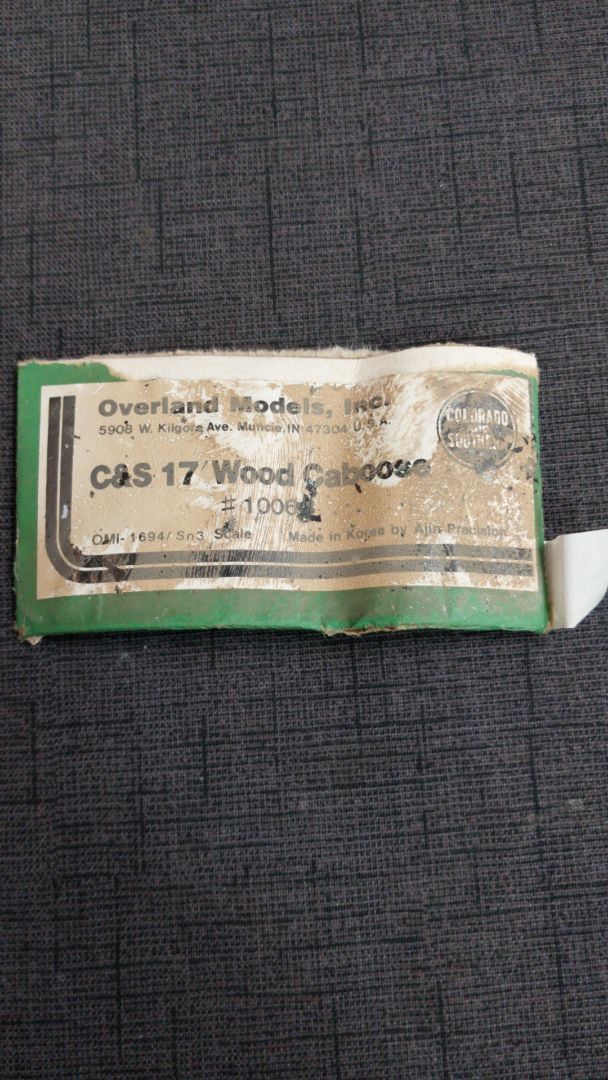 Overland Models, Inc.
5908 W. Kilgore Ave. Muncie, IN 47304 U.S.A.
COLORADO
AND
SOUTHERN
C&S 17' Wood Caboose
OMI- 1694/ Sn3 Scale Made in Korea by Ajin Precision